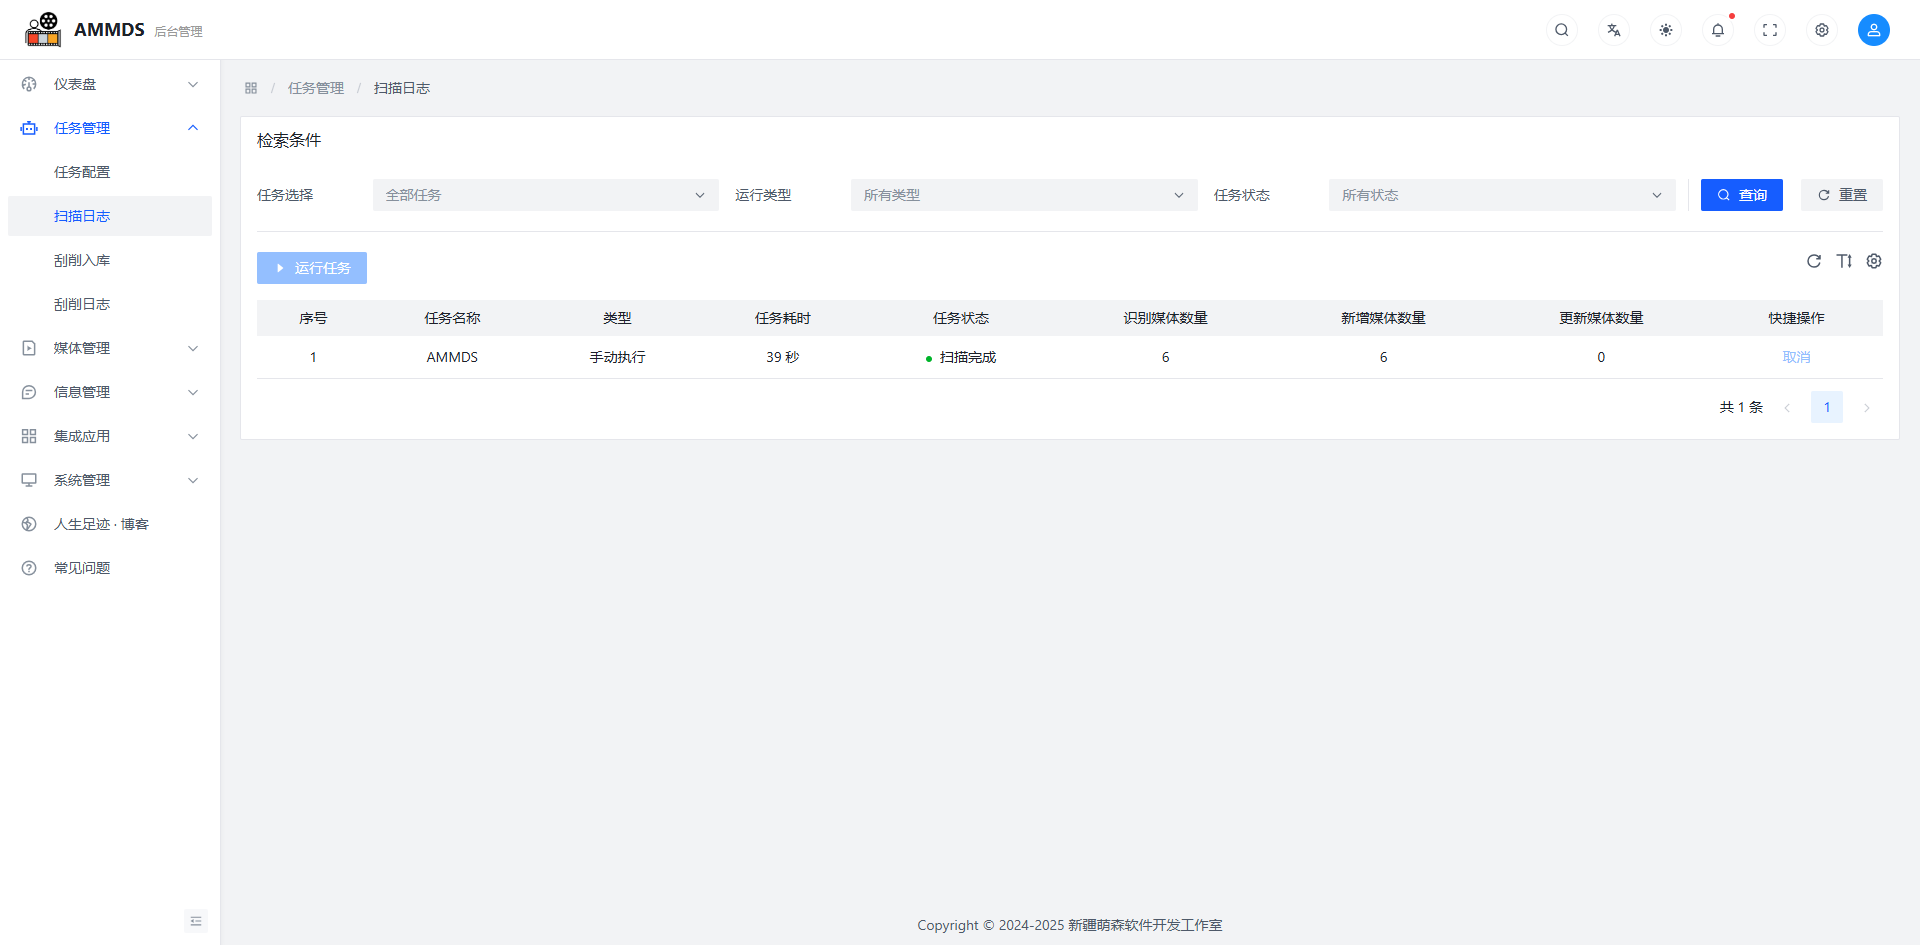 AMMDS 后台管理
仪表盘
任务管理
任务配置
扫描日志
刮削入库
刮削日志
媒体管理
信息管理
集成应用
系统管理
人生足迹 · 博客
常见问题
/ 任务管理 / 扫描日志
检索条件
任务选择 全部任务 运行类型 所有类型 任务状态 所有状态 查询 重置
运行任务
序号 任务名称 类型 任务耗时 任务状态 识别媒体数量 新增媒体数量 更新媒体数量 快捷操作
1 AMMDS 手动执行 39 秒 扫描完成 6 6 0 取消
共 1 条 1
Copyright © 2024-2025 新疆萌森软件开发工作室